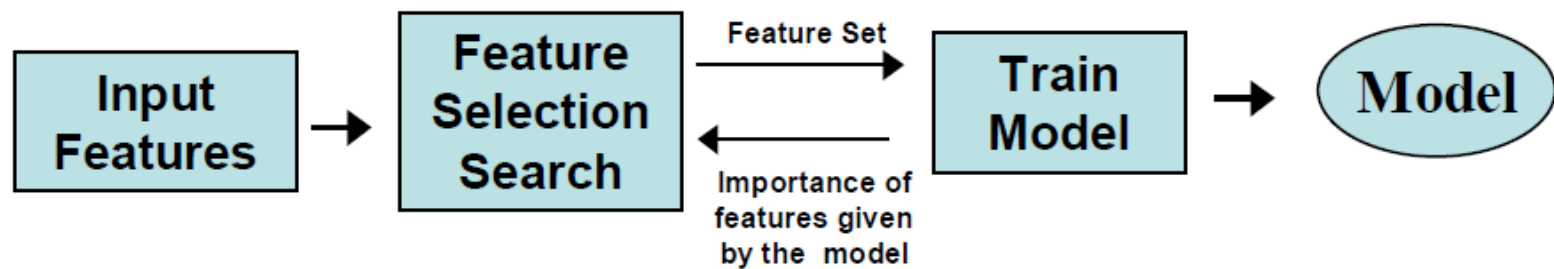 Input
Features
Feature
Selection
Search
Feature Set
Importance of
features given
by the model
Train
Model
Model